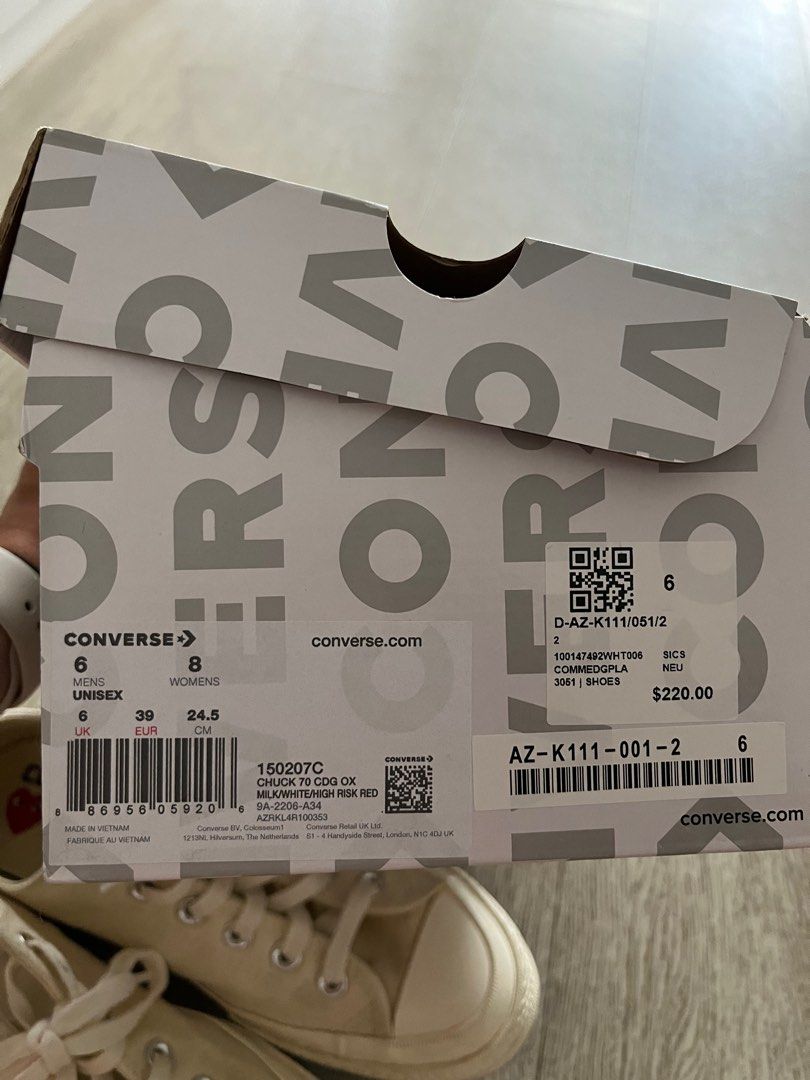 CONVERSE
CONVERSE
CONVERSE
6
D-AZ-K111/051/2
2
100147492WHT006 SICS
COMMEDGPLA NEU
3051 | SHOES
$220.00
CONVERSE
converse.com
6 8
MENS WOMENS
UNISEX
6 39 24.5
UK EUR CM
8 86956 05920 6
150207C
CHUCK 70 CDG OX
MILK/WHITE/HIGH RISK RED
9A-2206-A34
AZRKL4R100353
CONVERSE
MADE IN VIETNAM
FABRIQUÉ AU VIETNAM
Converse BV, Colosseum1
1213NL Hilversum, The Netherlands
Converse Retail UK Ltd.
S1 - 4 Handyside Street, London, N1C 4DJ UK
AZ-K111-001-2 6
converse.com